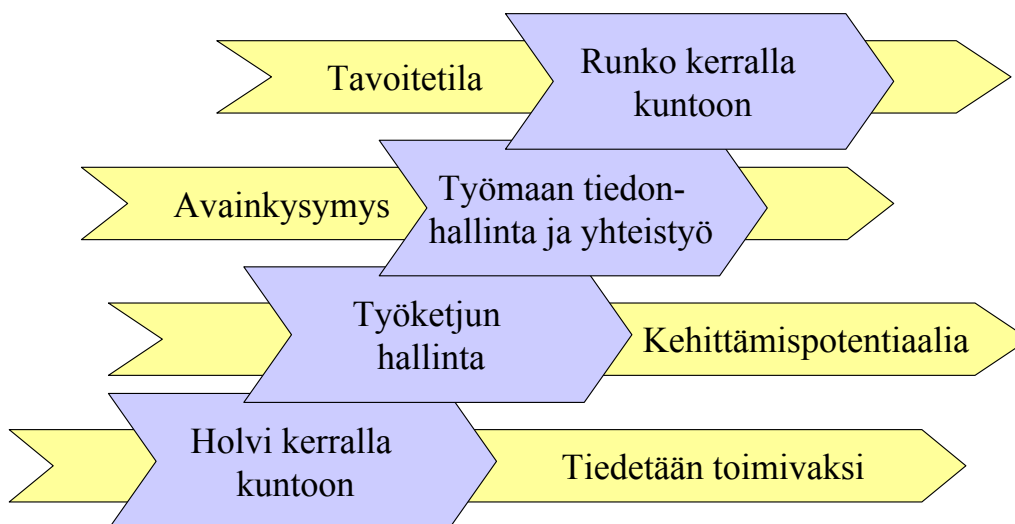 Tavoitetila
Runko kerralla
kuntoon
Avainkysymys
Työmaan tiedon-
hallinta ja yhteistyö
Työketjun
hallinta
Kehittämispotentiaalia
Holvi kerralla
kuntoon
Tiedetään toimivaksi